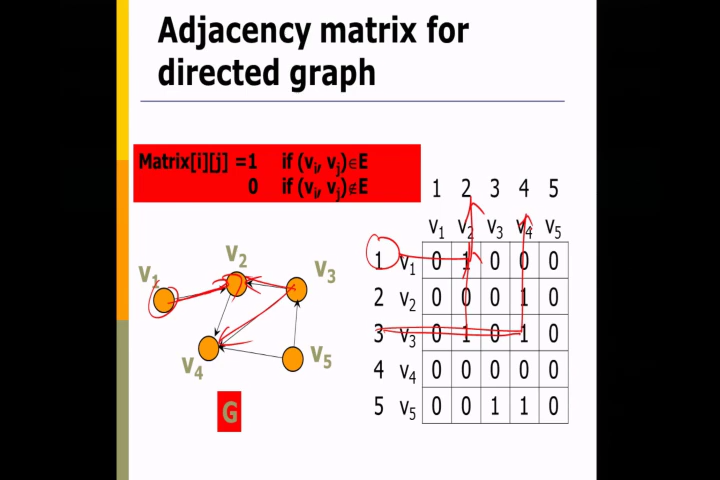 Adjacency matrix for
directed graph
Matrix[i][j] =1 if (vi, vj)∈E
0 if (vi, vj)∉E
1 2 3 4 5
v1 v2 v3 v4 v5
1 v1 0 1 0 0 0
2 v2 0 0 0 1 0
3 v3 0 1 0 1 0
4 v4 0 0 0 0 0
5 v5 0 0 1 1 0
v2
v3
v1
v5
v4
G